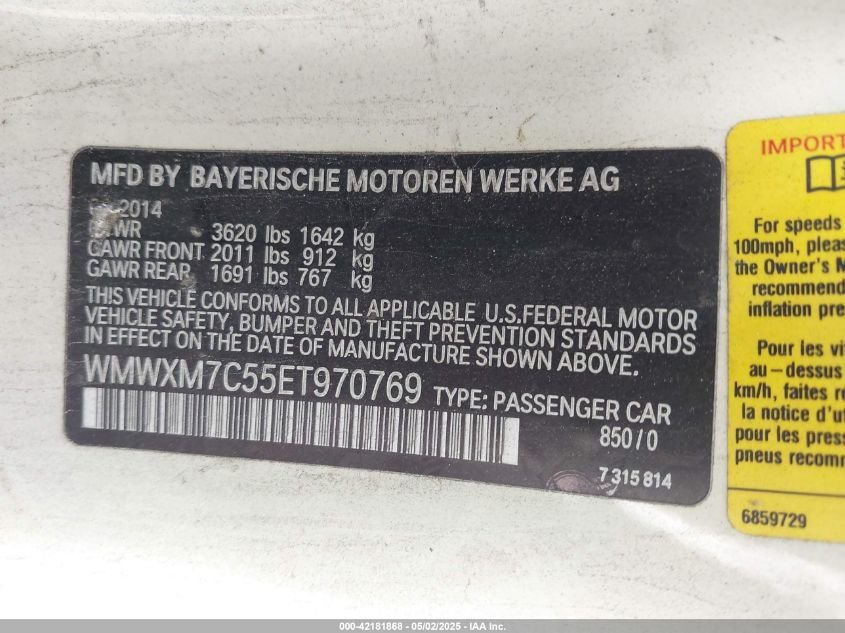 MFD BY BAYERISCHE MOTOREN WERKE AG
2014
3620 lbs 1642 kg
GAWR FRONT 2011 lbs 912 kg
GAWR REAR 1691 lbs 767 kg
THIS VEHICLE CONFORMS TO ALL APPLICABLE U.S.FEDERAL MOTOR
VEHICLE SAFETY, BUMPER AND THEFT PREVENTION STANDARDS
IN EFFECT ON THE DATE OF MANUFACTURE SHOWN ABOVE.
WMWXM7C55ET970769 TYPE: PASSENGER CAR
850/0
7 315 814
IMPORT
For speeds
100mph, pleas
the Owner's M
recommend
inflation pre
Pour les vi
au-dessus
km/h, faites
la notice d'ut
pour les press
pneus recomm
6859729
000-42181868 - 05/02/2025 - IAA Inc.